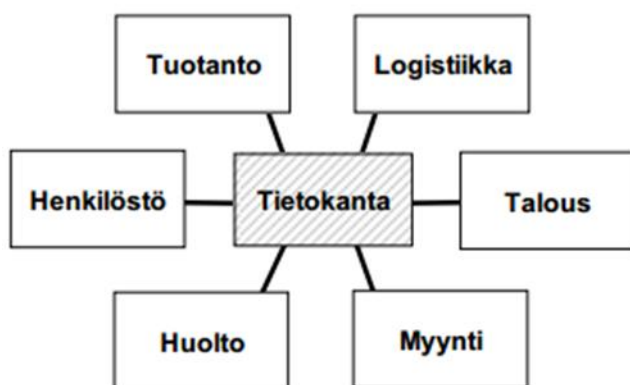 Tuotanto
Logistiikka
Henkilöstö
Tietokanta
Talous
Huolto
Myynti